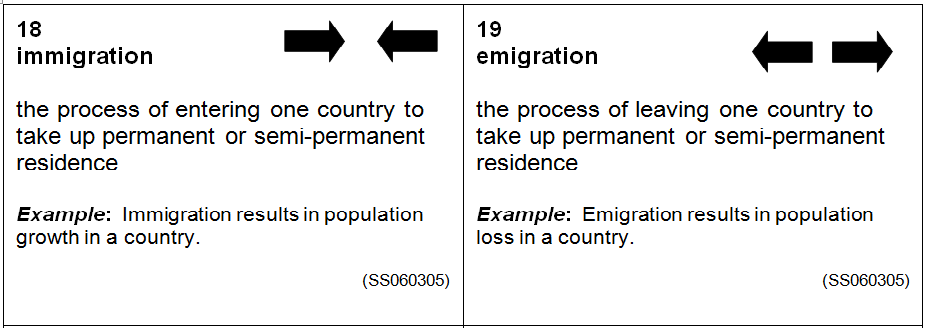 18
immigration
the process of entering one country to
take up permanent or semi-permanent
residence
Example: Immigration results in population
growth in a country.
(SS060305)
19
emigration
the process of leaving one country to
take up permanent or semi-permanent
residence
Example: Emigration results in population
loss in a country.
(SS060305)